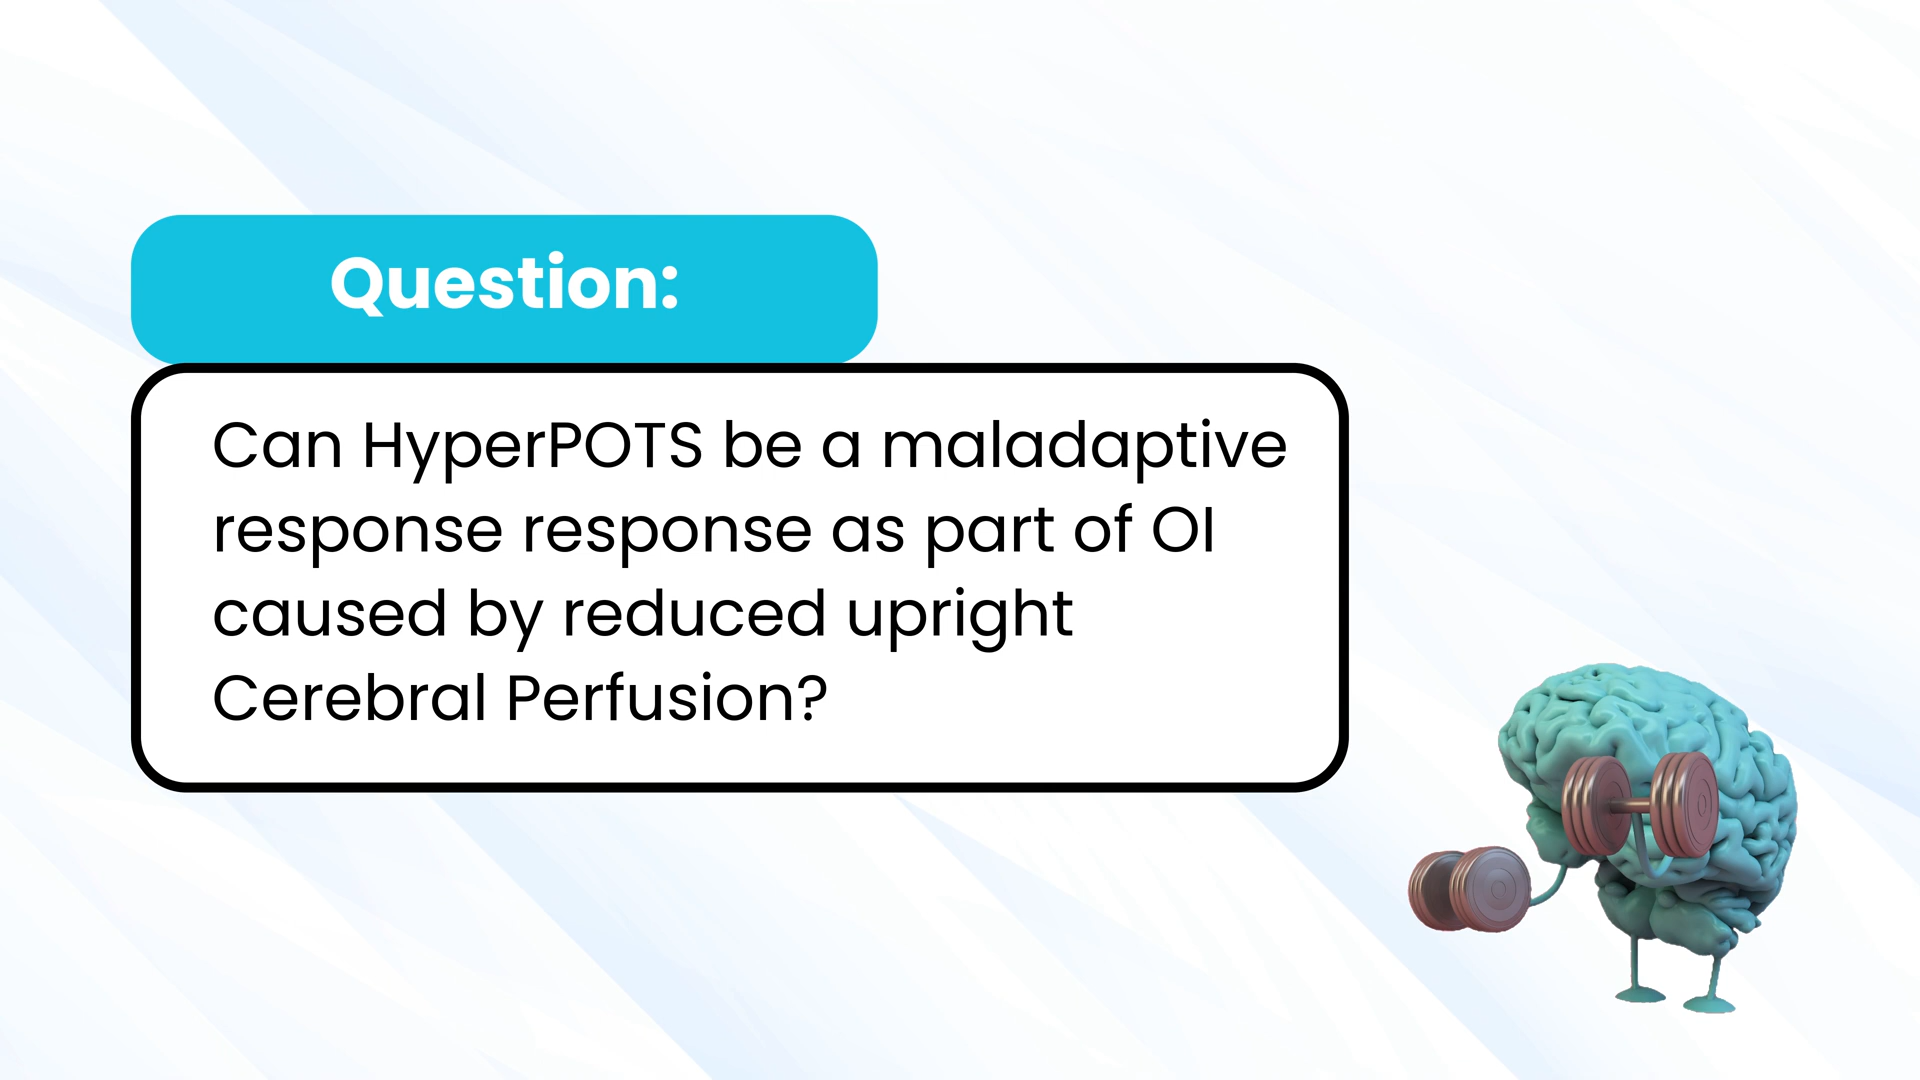 Question:
Can HyperPOTS be a maladaptive
response response as part of OI
caused by reduced upright
Cerebral Perfusion?